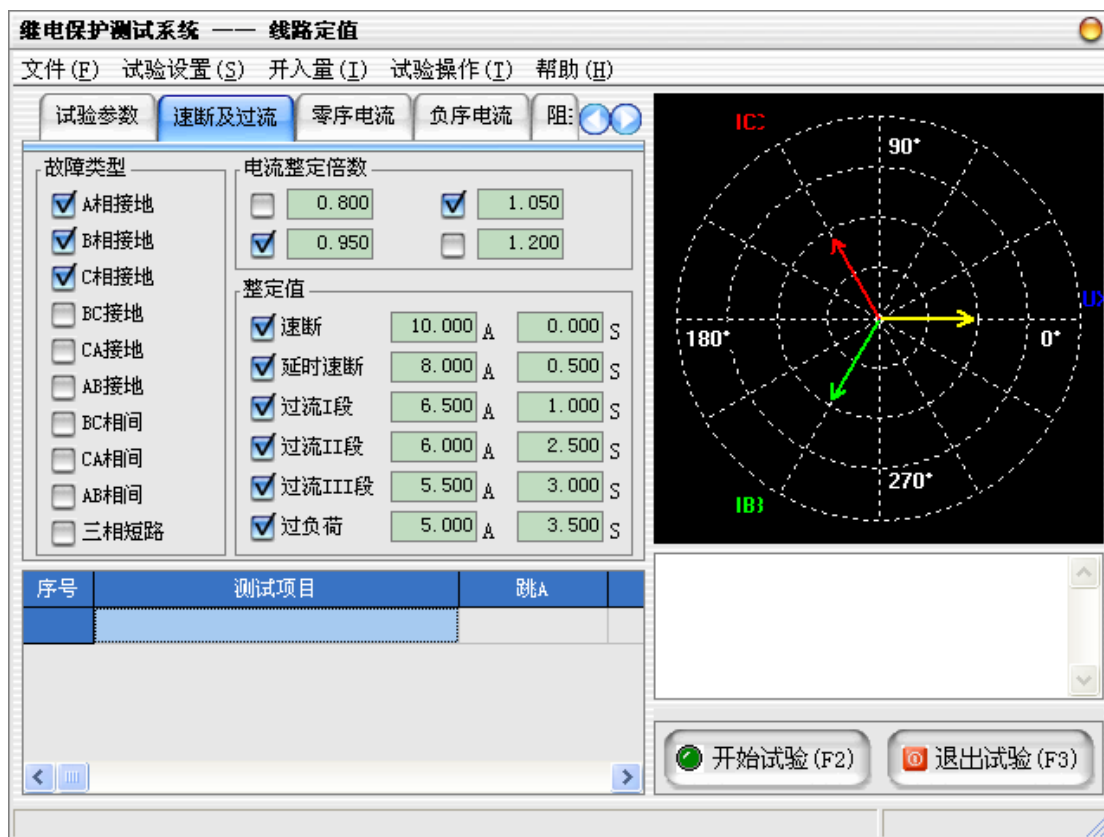 继电保护测试系统 —— 线路定值
文件(F) 试验设置(S) 开入量(I) 试验操作(T) 帮助(H)
试验参数 速断及过流 零序电流 负序电流 阻:
故障类型
A相接地
B相接地
C相接地
BC接地
CA接地
AB接地
BC相间
CA相间
AB相间
三相短路
电流整定倍数
0.800 1.050
0.950 1.200
整定值
速断 10.000 A 0.000 S
延时速断 8.000 A 0.500 S
过流I段 6.500 A 1.000 S
过流II段 6.000 A 2.500 S
过流III段 5.500 A 3.000 S
过负荷 5.000 A 3.500 S
90°
180° 0°
270°
序号 测试项目 跳A
开始试验(F2) 退出试验(F3)